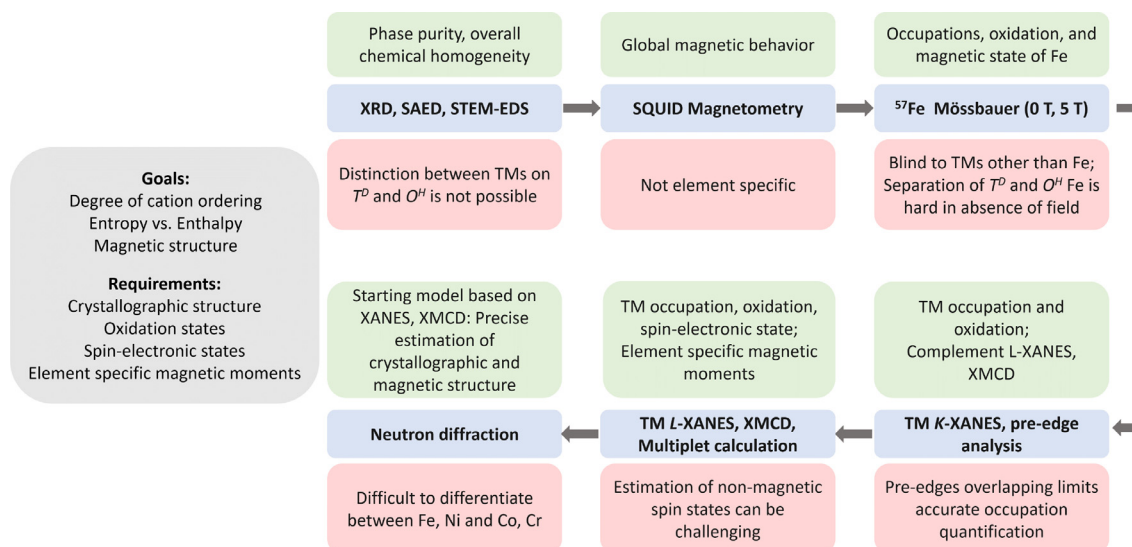 Goals:
Degree of cation ordering
Entropy vs. Enthalpy
Magnetic structure
Requirements:
Crystallographic structure
Oxidation states
Spin-electronic states
Element specific magnetic moments
Phase purity, overall
chemical homogeneity
XRD, SAED, STEM-EDS
Distinction between TMs on
Tᴰ and Oᴴ is not possible
Global magnetic behavior
SQUID Magnetometry
Not element specific
Occupations, oxidation, and
magnetic state of Fe
⁵⁷Fe Mössbauer (0 T, 5 T)
Blind to TMs other than Fe;
Separation of Tᴰ and Oᴴ Fe is
hard in absence of field
TM occupation and
oxidation;
Complement L-XANES,
XMCD
TM K-XANES, pre-edge
analysis
Pre-edges overlapping limits
accurate occupation
quantification
TM occupation, oxidation,
spin-electronic state;
Element specific magnetic
moments
TM L-XANES, XMCD,
Multiplet calculation
Estimation of non-magnetic
spin states can be
challenging
Starting model based on
XANES, XMCD: Precise
estimation of
crystallographic and
magnetic structure
Neutron diffraction
Difficult to differentiate
between Fe, Ni and Co, Cr